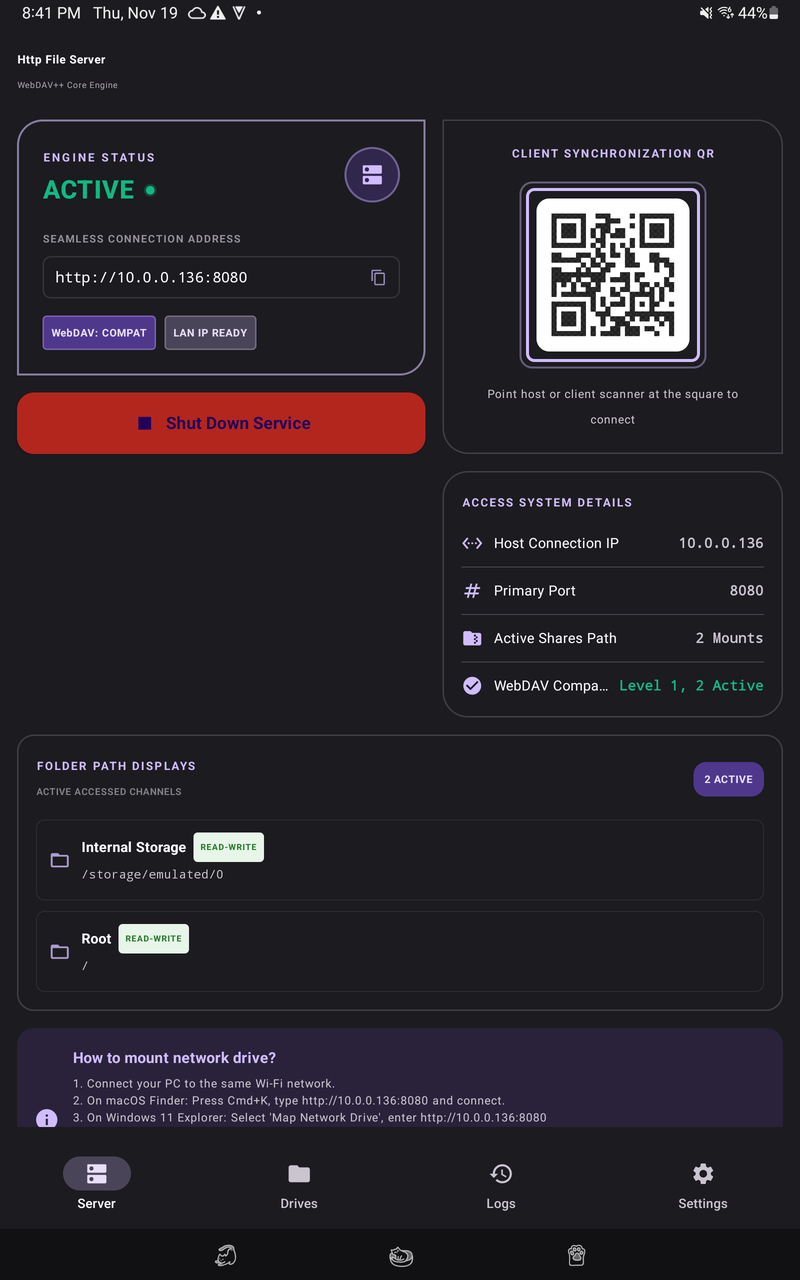 8:41 PM Thu, Nov 19 44%
Http File Server
WebDAV++ Core Engine
ENGINE STATUS
ACTIVE
SEAMLESS CONNECTION ADDRESS
http://10.0.0.136:8080
WebDAV: COMPAT LAN IP READY
Shut Down Service
CLIENT SYNCHRONIZATION QR
Point host or client scanner at the square to
connect
ACCESS SYSTEM DETAILS
Host Connection IP 10.0.0.136
Primary Port 8080
Active Shares Path 2 Mounts
WebDAV Compa... Level 1, 2 Active
FOLDER PATH DISPLAYS
ACTIVE ACCESSED CHANNELS
2 ACTIVE
Internal Storage READ-WRITE
/storage/emulated/0
Root READ-WRITE
/
How to mount network drive?
1. Connect your PC to the same Wi-Fi network.
2. On macOS Finder: Press Cmd+K, type http://10.0.0.136:8080 and connect.
3. On Windows 11 Explorer: Select 'Map Network Drive', enter http://10.0.0.136:8080
Server Drives Logs Settings